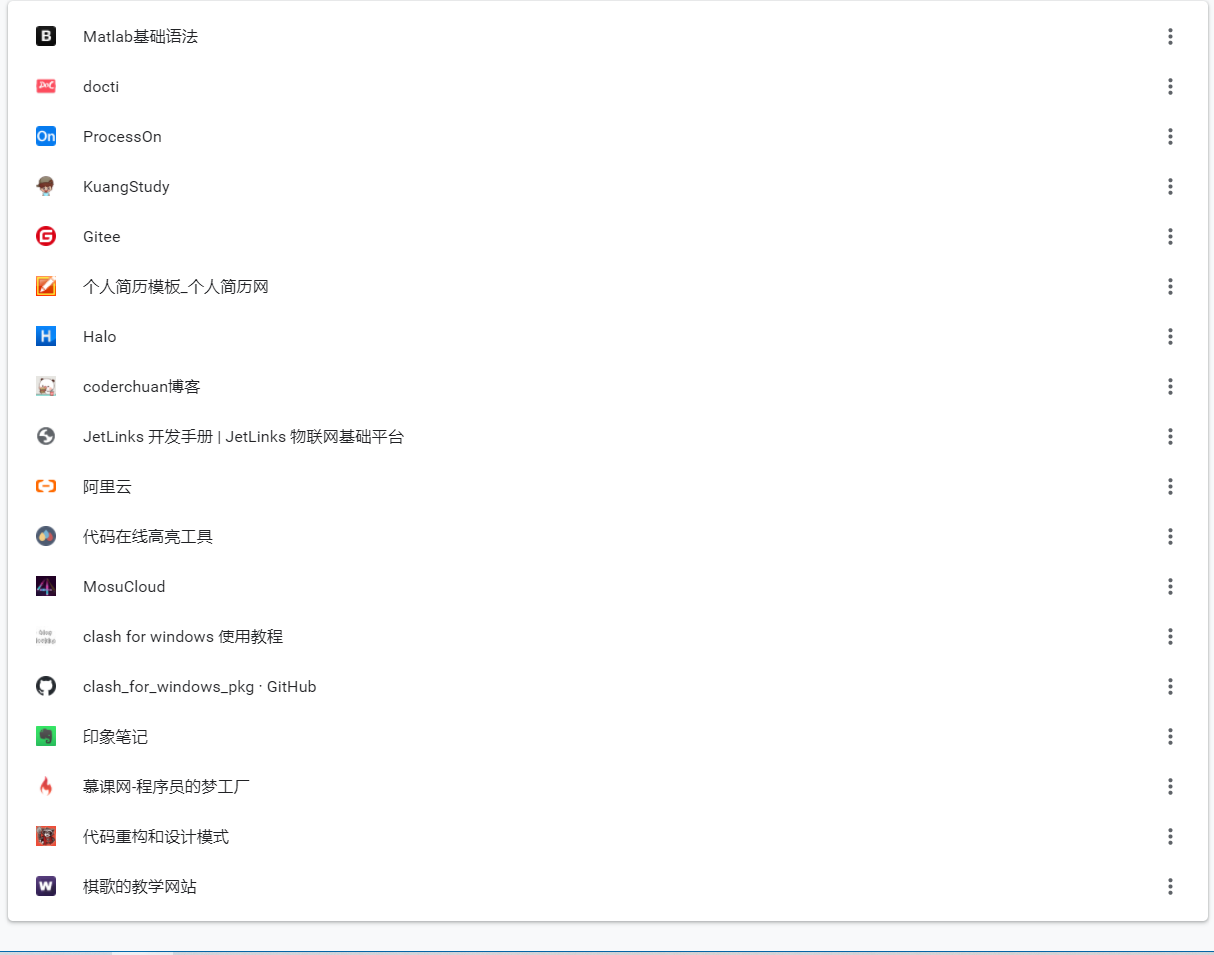 Matlab基础语法
docti
ProcessOn
KuangStudy
Gitee
个人简历模板_个人简历网
Halo
coderchuan博客
JetLinks 开发手册 | JetLinks 物联网基础平台
阿里云
代码在线高亮工具
MosuCloud
clash for windows 使用教程
clash_for_windows_pkg · GitHub
印象笔记
慕课网-程序员的梦工厂
代码重构和设计模式
棋歌的教学网站